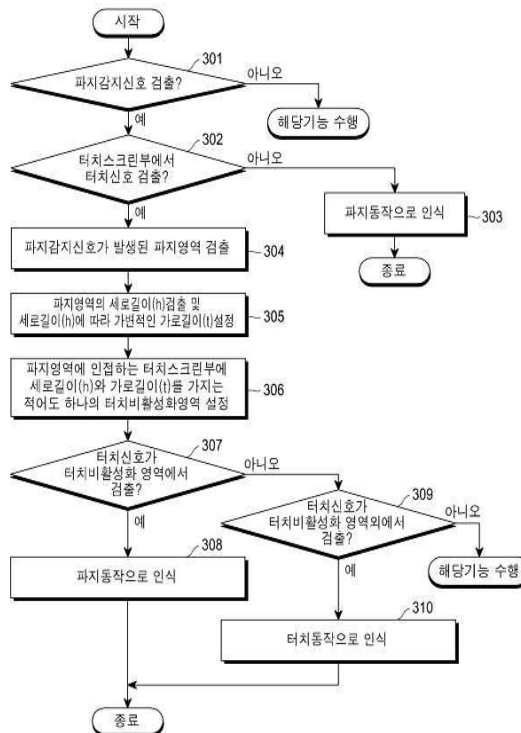 시작
301
파지감지신호 검출?
아니오
해당기능 수행
예
302
터치스크린부에서
터치신호 검출?
아니오
파지동작으로 인식
303
종료
예
파지감지신호가 발생된 파지영역 검출
304
파지영역의 세로길이(h)검출 및
세로길이(h)에 따라 가변적인 가로길이(t)설정
305
파지영역에 인접하는 터치스크린부에
세로길이(h)와 가로길이(t)를 가지는
적어도 하나의 터치비활성화영역 설정
306
307
터치신호가
터치비활성화 영역에서
검출?
아니오
309
터치신호가
터치비활성화 영역외에서
검출?
아니오
해당기능 수행
예
308
파지동작으로 인식
예
310
터치동작으로 인식
종료